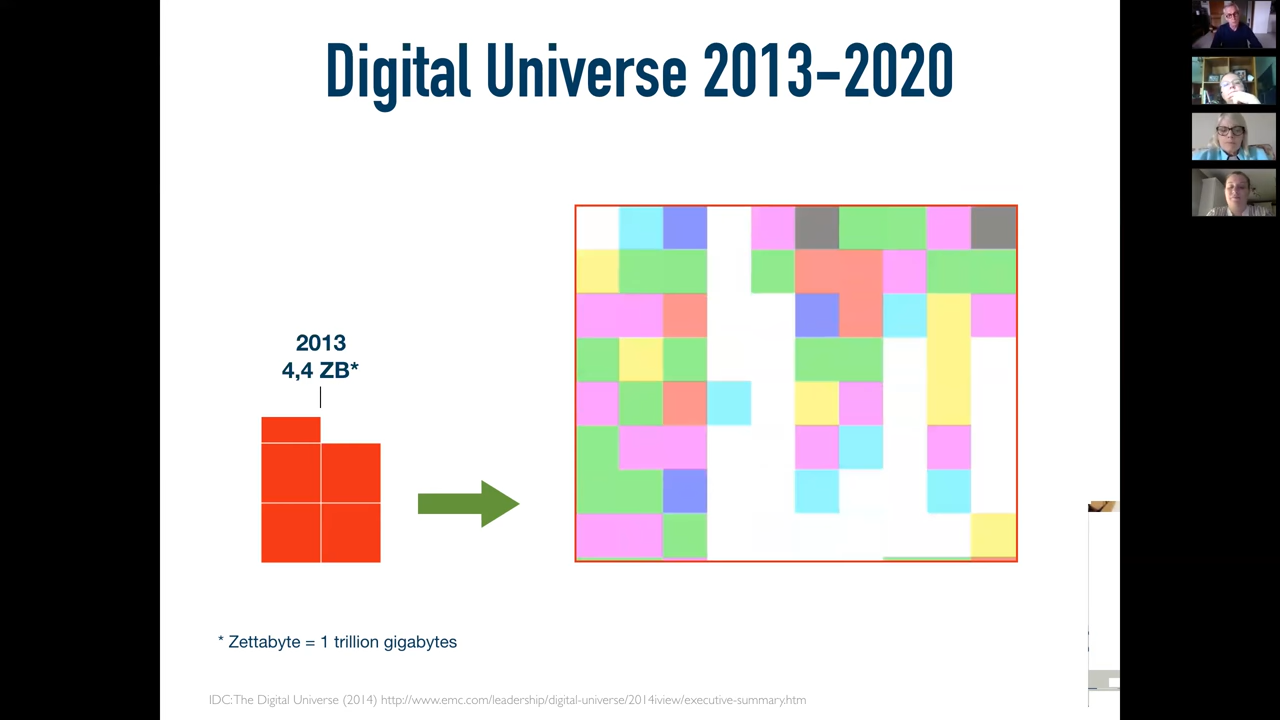 Digital Universe 2013–2020
2013
4,4 ZB*
* Zettabyte = 1 trillion gigabytes
IDC: The Digital Universe (2014) http://www.emc.com/leadership/digital-universe/2014iview/executive-summary.htm